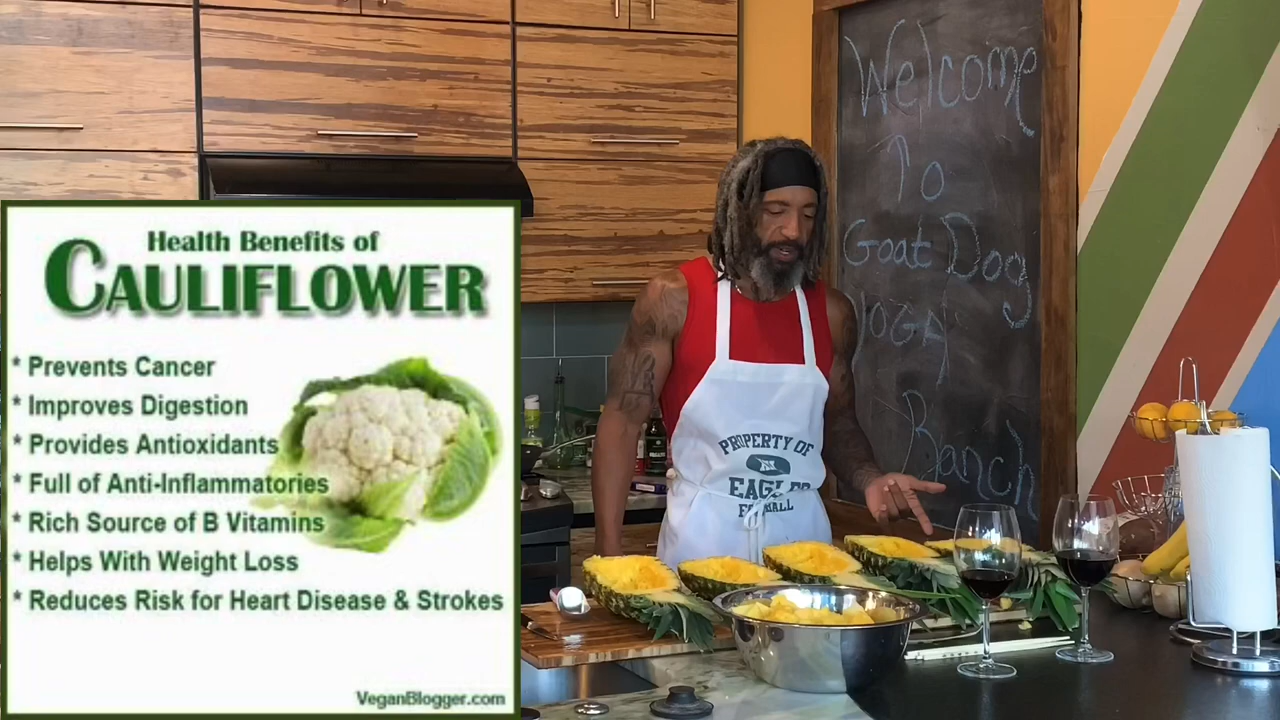 Health Benefits of
CAULIFLOWER
* Prevents Cancer
* Improves Digestion
* Provides Antioxidants
* Full of Anti-Inflammatories
* Rich Source of B Vitamins
* Helps With Weight Loss
* Reduces Risk for Heart Disease & Strokes
VeganBlogger.com
Welcome
To
Goat Dog
YOGA
Ranch
PROPERTY OF
EAGLES
FOOTBALL